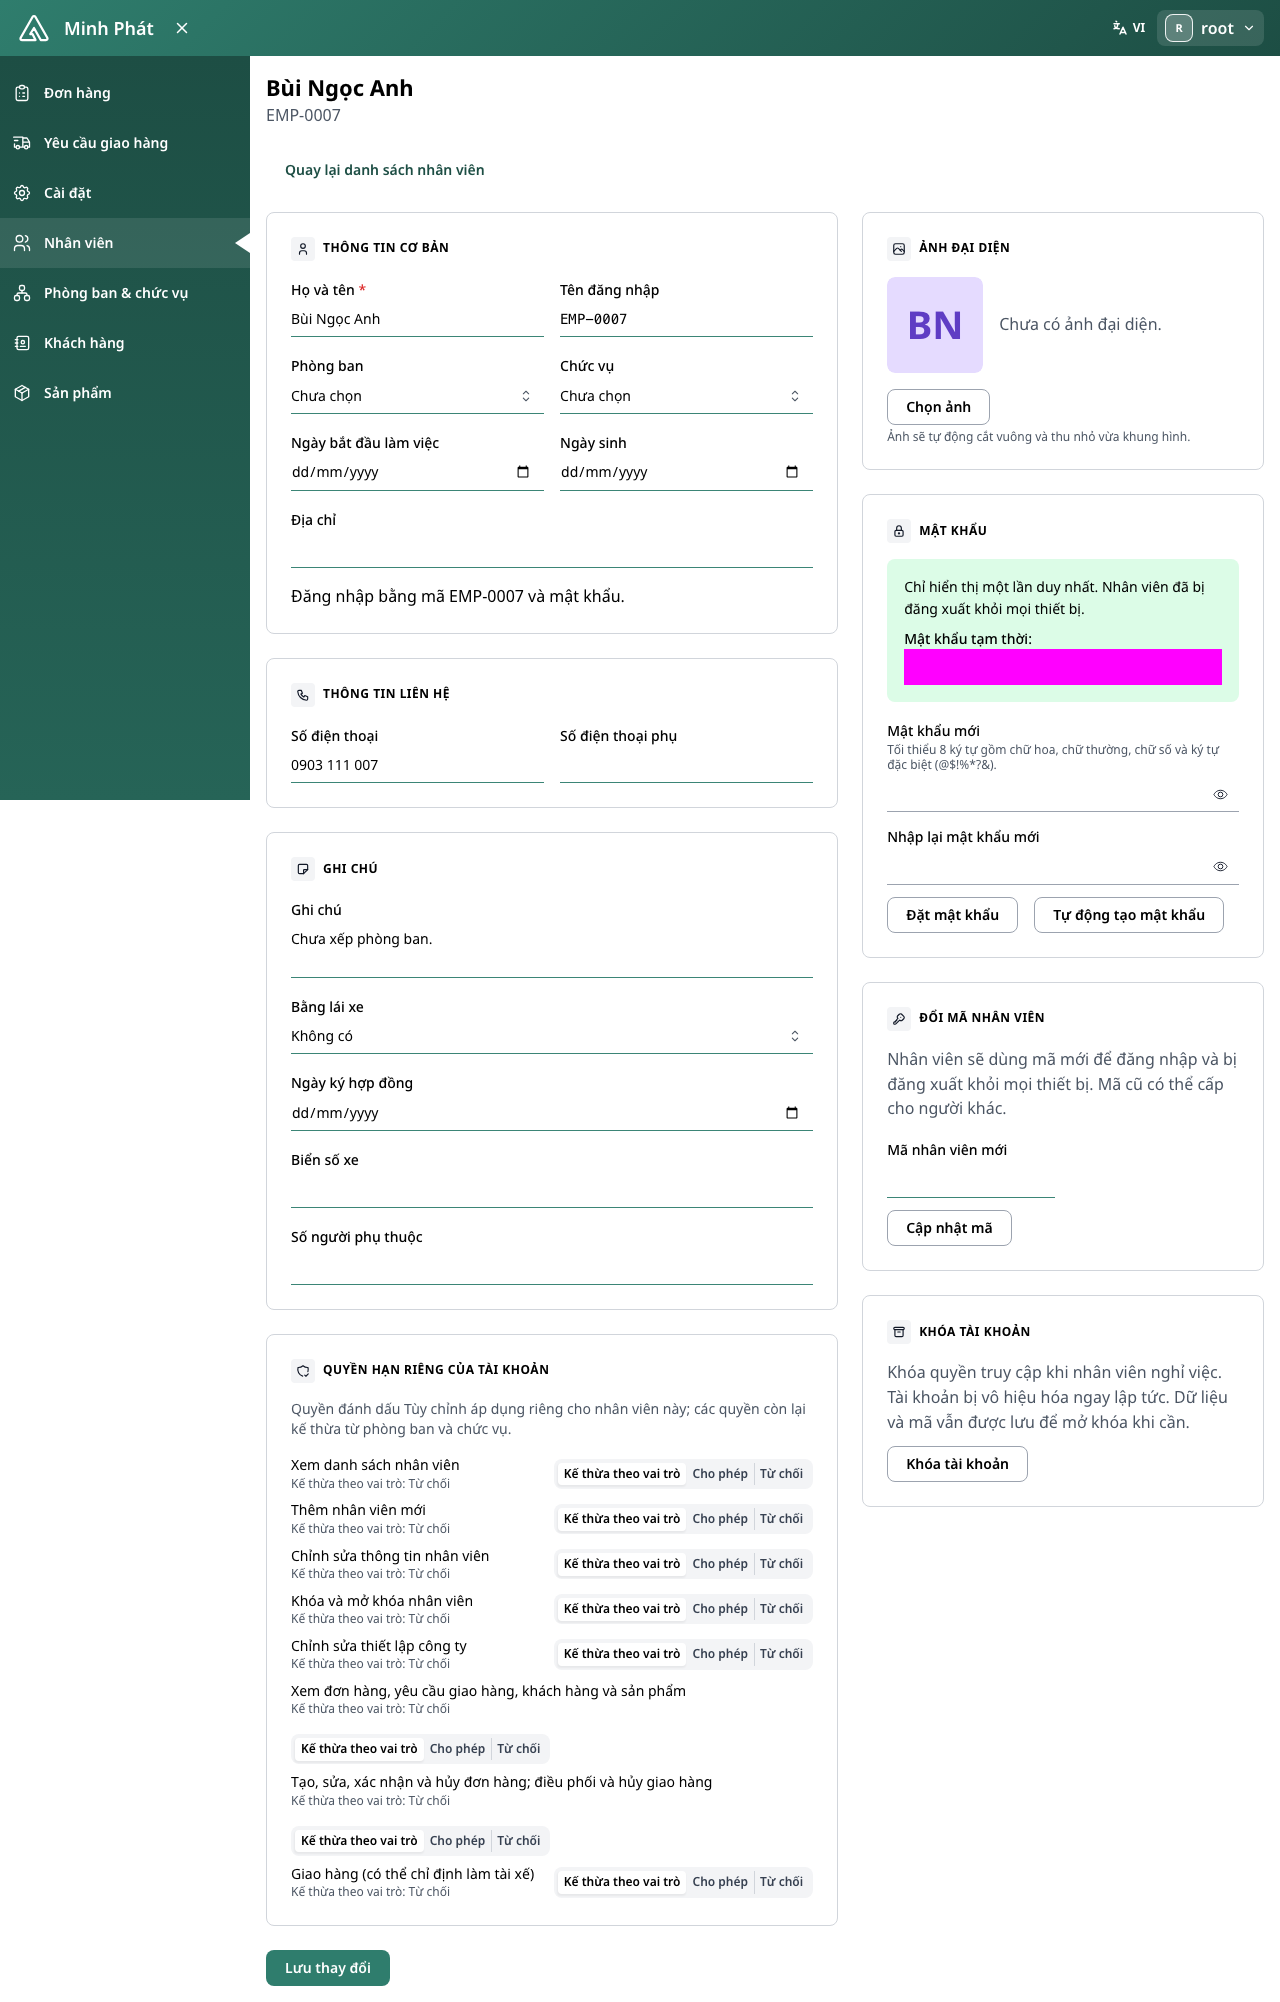 Minh Phát
VI
R
root
Đơn hàng
Yêu cầu giao hàng
Cài đặt
Nhân viên
Phòng ban & chức vụ
Khách hàng
Sản phẩm
Bùi Ngọc Anh
EMP-0007
Quay lại danh sách nhân viên
THÔNG TIN CƠ BẢN
Họ và tên *
Tên đăng nhập
Bùi Ngọc Anh
EMP-0007
Phòng ban
Chức vụ
Chưa chọn
Chưa chọn
Ngày bắt đầu làm việc
Ngày sinh
dd/mm/yyyy
dd/mm/yyyy
Địa chỉ
Đăng nhập bằng mã EMP-0007 và mật khẩu.
THÔNG TIN LIÊN HỆ
Số điện thoại
Số điện thoại phụ
0903 111 007
GHI CHÚ
Ghi chú
Chưa xếp phòng ban.
Bằng lái xe
Không có
Ngày ký hợp đồng
dd/mm/yyyy
Biển số xe
Số người phụ thuộc
QUYỀN HẠN RIÊNG CỦA TÀI KHOẢN
Quyền đánh dấu Tùy chỉnh áp dụng riêng cho nhân viên này; các quyền còn lại
kế thừa từ phòng ban và chức vụ.
Xem danh sách nhân viên
Kế thừa theo vai trò: Từ chối
Kế thừa theo vai trò Cho phép Từ chối
Thêm nhân viên mới
Kế thừa theo vai trò: Từ chối
Kế thừa theo vai trò Cho phép Từ chối
Chỉnh sửa thông tin nhân viên
Kế thừa theo vai trò: Từ chối
Kế thừa theo vai trò Cho phép Từ chối
Khóa và mở khóa nhân viên
Kế thừa theo vai trò: Từ chối
Kế thừa theo vai trò Cho phép Từ chối
Chỉnh sửa thiết lập công ty
Kế thừa theo vai trò: Từ chối
Kế thừa theo vai trò Cho phép Từ chối
Xem đơn hàng, yêu cầu giao hàng, khách hàng và sản phẩm
Kế thừa theo vai trò: Từ chối
Kế thừa theo vai trò Cho phép Từ chối
Tạo, sửa, xác nhận và hủy đơn hàng; điều phối và hủy giao hàng
Kế thừa theo vai trò: Từ chối
Kế thừa theo vai trò Cho phép Từ chối
Giao hàng (có thể chỉ định làm tài xế)
Kế thừa theo vai trò: Từ chối
Kế thừa theo vai trò Cho phép Từ chối
Lưu thay đổi
ẢNH ĐẠI DIỆN
BN
Chưa có ảnh đại diện.
Chọn ảnh
Ảnh sẽ tự động cắt vuông và thu nhỏ vừa khung hình.
MẬT KHẨU
Chỉ hiển thị một lần duy nhất. Nhân viên đã bị
đăng xuất khỏi mọi thiết bị.
Mật khẩu tạm thời:
Mật khẩu mới
Tối thiểu 8 ký tự gồm chữ hoa, chữ thường, chữ số và ký tự
đặc biệt (@$!%*?&).
Nhập lại mật khẩu mới
Đặt mật khẩu
Tự động tạo mật khẩu
ĐỔI MÃ NHÂN VIÊN
Nhân viên sẽ dùng mã mới để đăng nhập và bị
đăng xuất khỏi mọi thiết bị. Mã cũ có thể cấp
cho người khác.
Mã nhân viên mới
Cập nhật mã
KHÓA TÀI KHOẢN
Khóa quyền truy cập khi nhân viên nghỉ việc.
Tài khoản bị vô hiệu hóa ngay lập tức. Dữ liệu
và mã vẫn được lưu để mở khóa khi cần.
Khóa tài khoản